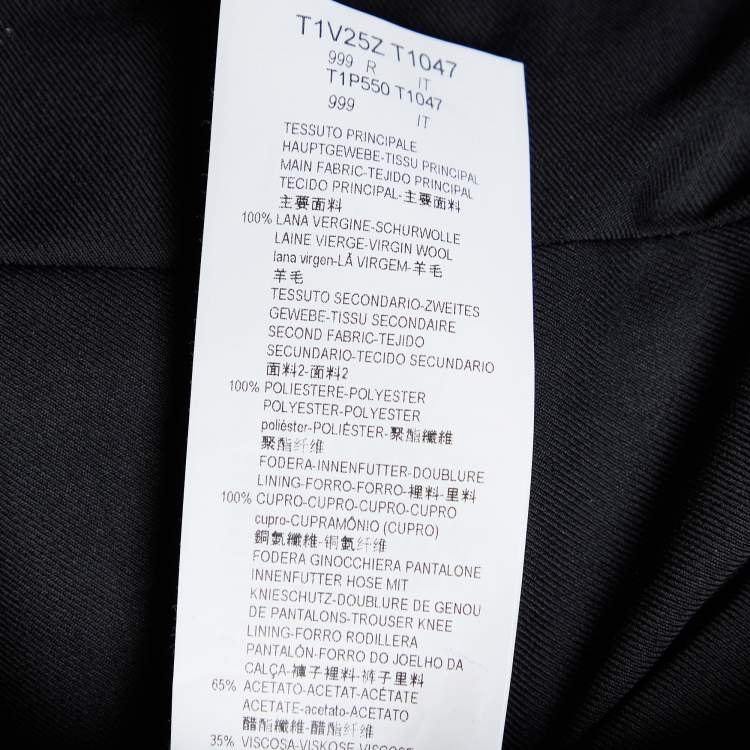 T1V25Z T1047
999 R IT
T1P550 T1047
999 IT
TESSUTO PRINCIPALE
HAUPTGEWEBE-TISSU PRINCIPAL
MAIN FABRIC-TEJIDO PRINCIPAL
TECIDO PRINCIPAL-主要面料
主要面料
100% LANA VERGINE-SCHURWOLLE
LAINE VIERGE-VIRGIN WOOL
lana virgen-LÃ VIRGEM-羊毛
羊毛
TESSUTO SECONDARIO-ZWEITES
GEWEBE-TISSU SECONDAIRE
SECOND FABRIC-TEJIDO
SECUNDARIO-TECIDO SECUNDARIO
面料2-面料2
100% POLIESTERE-POLYESTER
POLYESTER-POLYESTER
poliéster-POLIÉSTER-聚酯纖維
聚酯纤维
FODERA-INNENFUTTER-DOUBLURE
LINING-FORRO-FORRO-裡料-里料
100% CUPRO-CUPRO-CUPRO-CUPRO
cupro-CUPRAMÔNIO (CUPRO)
銅氨纖維-铜氨纤维
FODERA GINOCCHIERA PANTALONE
INNENFUTTER HOSE MIT
KNIESCHUTZ-DOUBLURE DE GENOU
DE PANTALONS-TROUSER KNEE
LINING-FORRO RODILLERA
PANTALÓN-FORRO DO JOELHO DA
CALÇA-褲子裡料-裤子里料
65% ACETATO-ACETAT-ACÉTATE
ACETATE-acetato-ACETATO
醋酯纖維-醋酯纤维
35% VISCOSA-VISKOSE VISCOSE